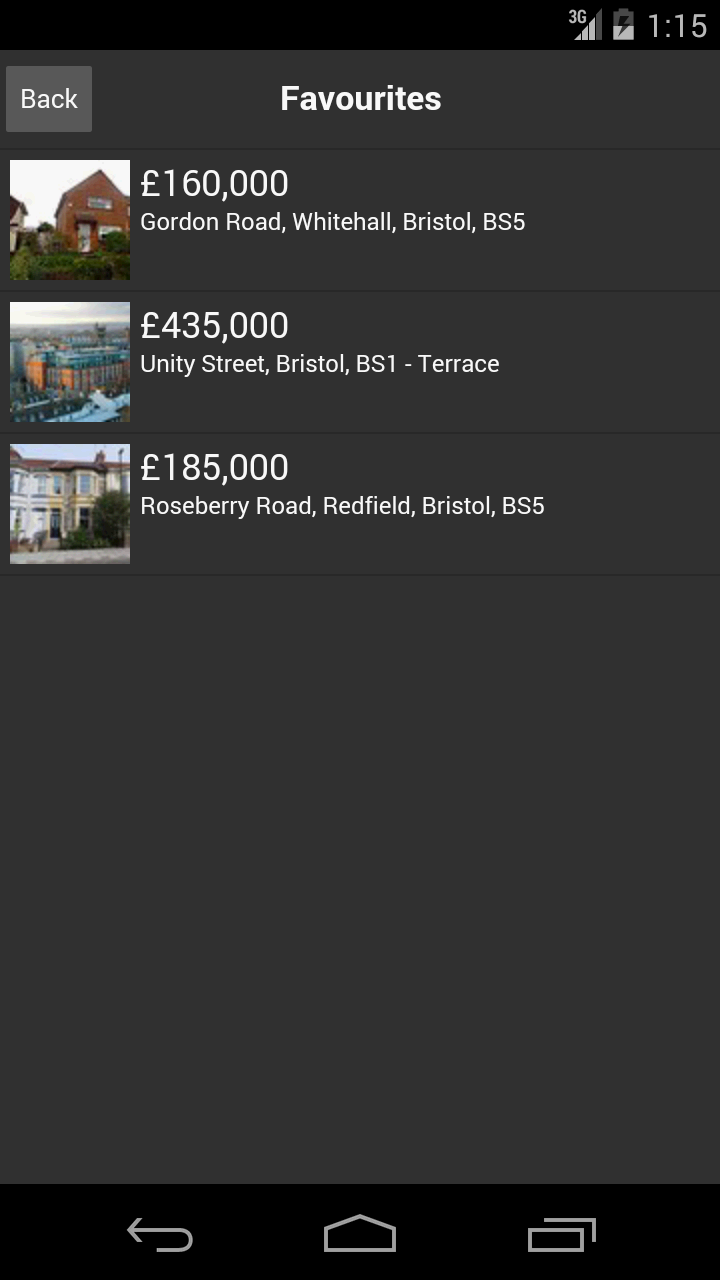 3G 1:15
Back Favourites
£160,000
Gordon Road, Whitehall, Bristol, BS5
£435,000
Unity Street, Bristol, BS1 - Terrace
£185,000
Roseberry Road, Redfield, Bristol, BS5